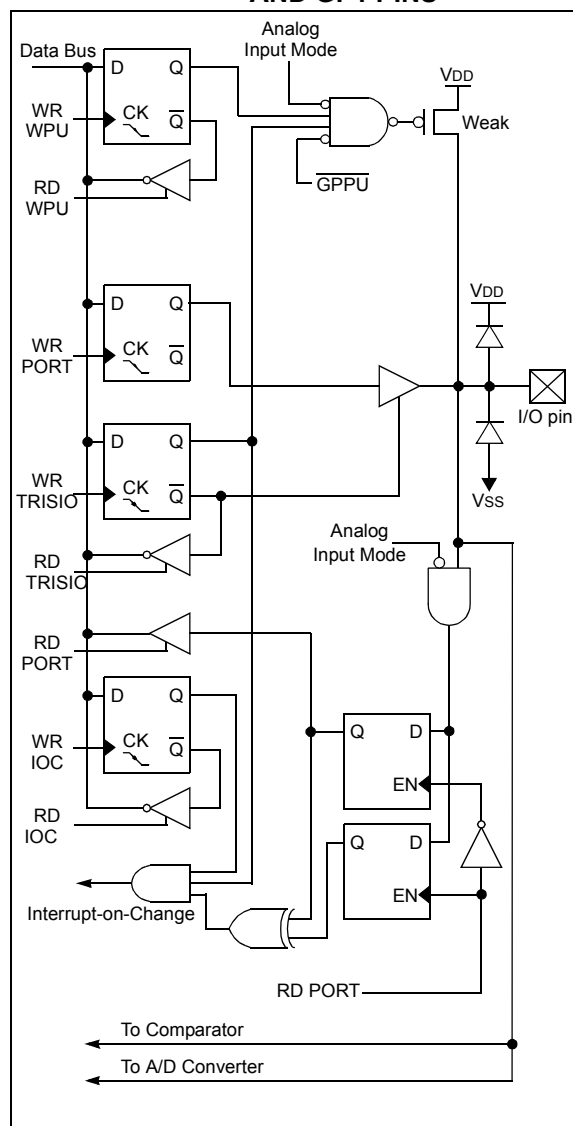 AND GP1 PINS
Analog
Input Mode
Data Bus
D Q
VDD
WR
WPU
CK Q
Weak
RD
WPU
GPPU
D Q
VDD
WR
PORT
CK Q
I/O pin
D Q
WR
TRISIO
CK Q
VSS
Analog
Input Mode
RD
TRISIO
RD
PORT
D Q
Q D
WR
IOC
CK Q
EN
RD
IOC
Q D
Interrupt-on-Change
EN
RD PORT
To Comparator
To A/D Converter